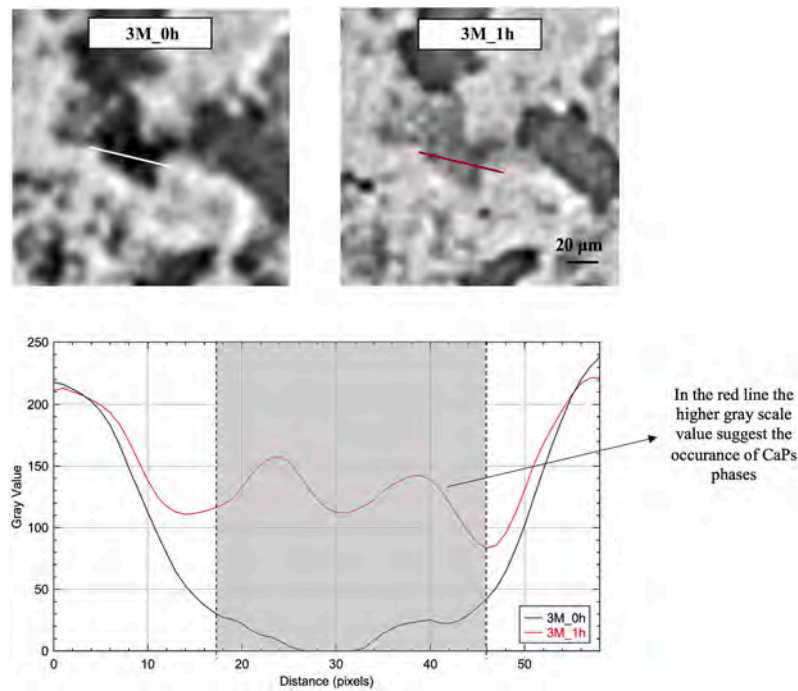 3M_0h
3M_1h
20 µm
250
200
150
100
50
0
Gray Value
0 10 20 30 40 50
Distance (pixels)
3M_0h
3M_1h
In the red line the
higher gray scale
value suggest the
occurance of CaPs
phases